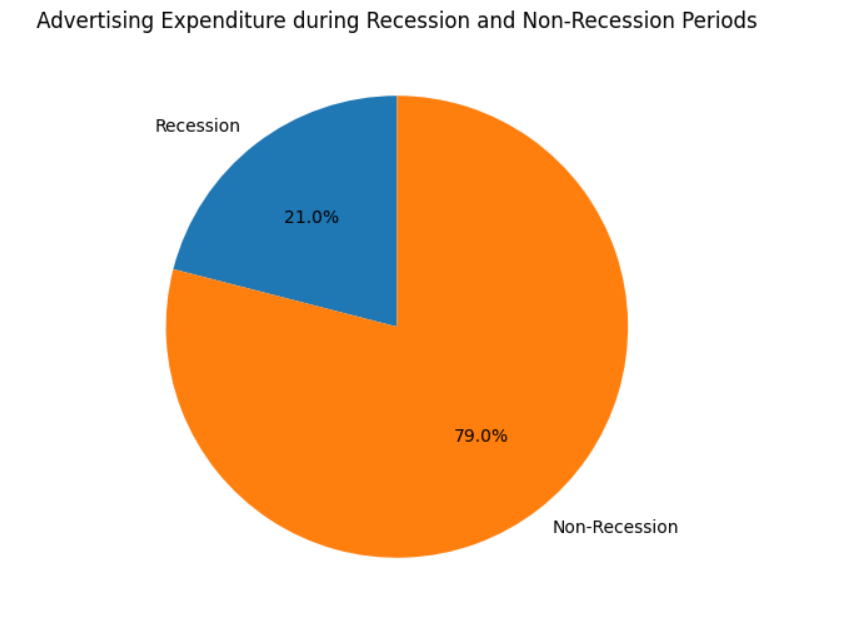 Advertising Expenditure during Recession and Non-Recession Periods
Recession
21.0%
79.0%
Non-Recession